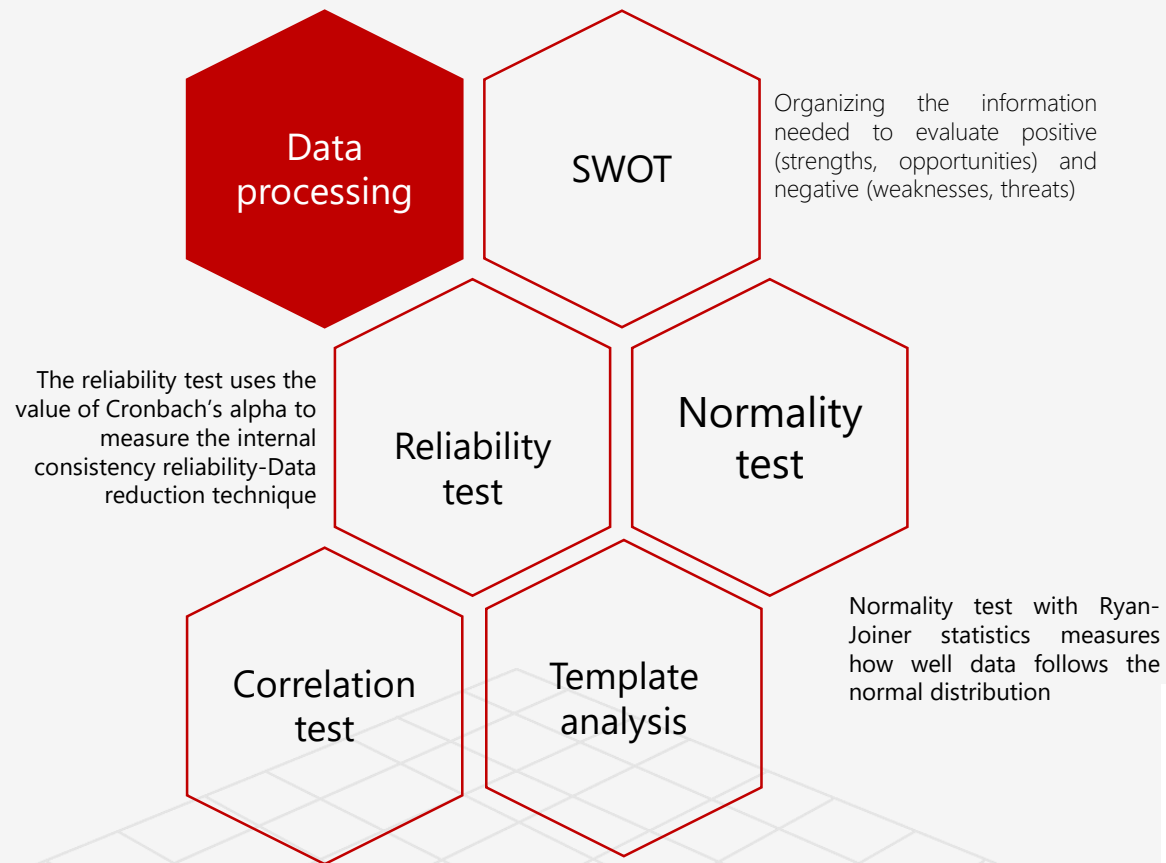 Data
processing
SWOT
Organizing the information
needed to evaluate positive
(strengths, opportunities) and
negative (weaknesses, threats)
The reliability test uses the
value of Cronbach’s alpha to
measure the internal
consistency reliability-Data
reduction technique
Reliability
test
Normality
test
Normality test with Ryan-
Joiner statistics measures
how well data follows the
normal distribution
Correlation
test
Template
analysis